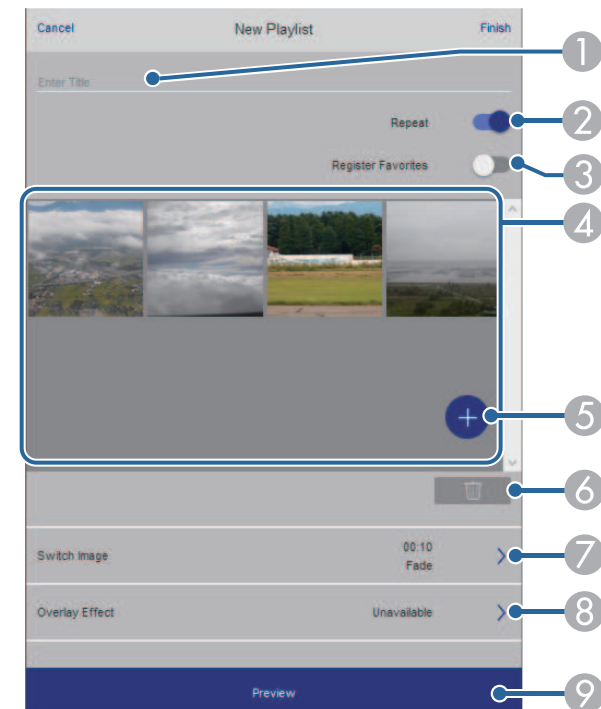 Cancel New Playlist Finish
1
Enter Title
Repeat 2
Register Favorites 3
4
5
6
Switch Image 00:10 7
Fade
Overlay Effect Unavailable 8
Preview 9